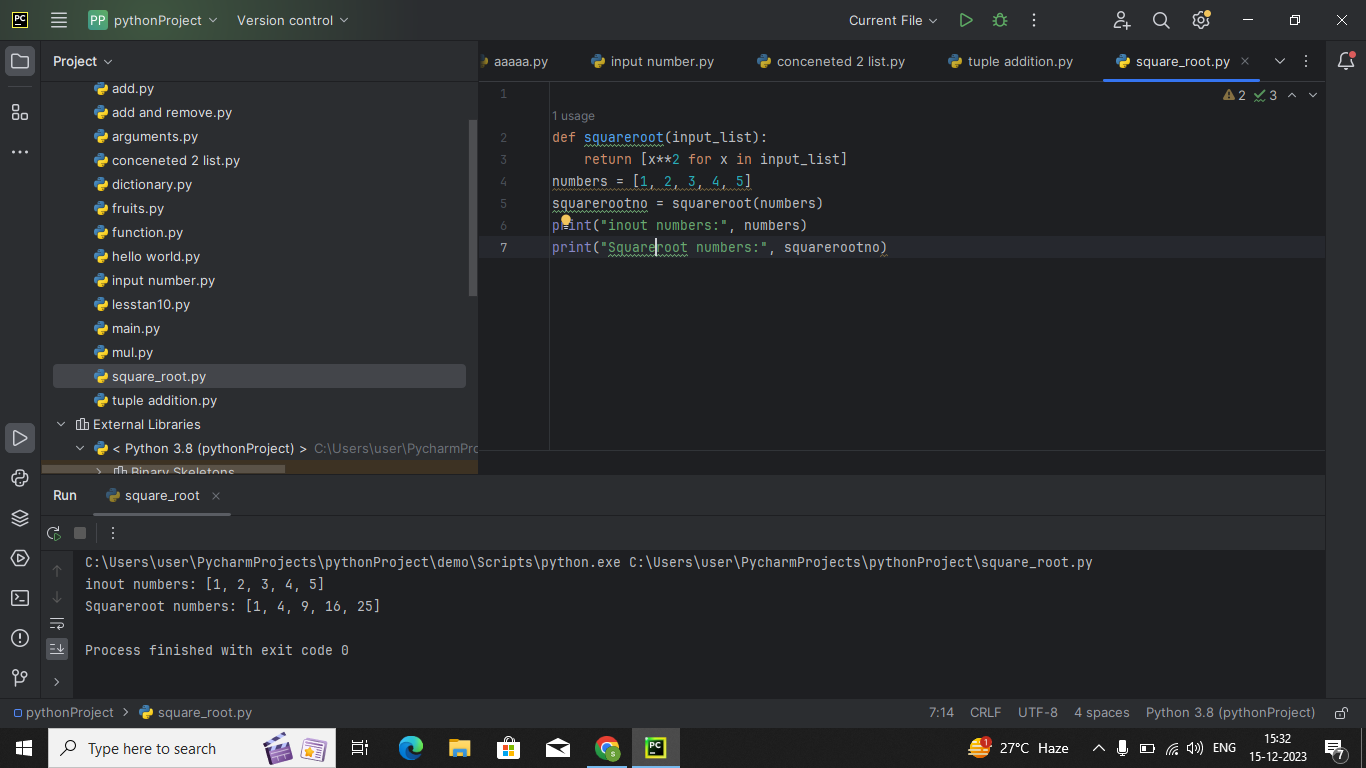 PC
PP pythonProject Version control Current File
Project
aaaaa.py input number.py conceneted 2 list.py tuple addition.py square_root.py
add.py
add and remove.py
arguments.py
conceneted 2 list.py
dictionary.py
fruits.py
function.py
hello world.py
input number.py
lesstan10.py
main.py
mul.py
square_root.py
tuple addition.py
External Libraries
< Python 3.8 (pythonProject) > C:\Users\user\PycharmPro
Binary Skeletons
2 3
1
1 usage
2 def squareroot(input_list):
3 return [x**2 for x in input_list]
4 numbers = [1, 2, 3, 4, 5]
5 squarerootno = squareroot(numbers)
6 print("inout numbers:", numbers)
7 print("Squareroot numbers:", squarerootno)
Run square_root
C:\Users\user\PycharmProjects\pythonProject\demo\Scripts\python.exe C:\Users\user\PycharmProjects\pythonProject\square_root.py
inout numbers: [1, 2, 3, 4, 5]
Squareroot numbers: [1, 4, 9, 16, 25]
Process finished with exit code 0
pythonProject > square_root.py 7:14 CRLF UTF-8 4 spaces Python 3.8 (pythonProject)
Type here to search
PC
1
27°C Haze
ENG
15:32
15-12-2023
7